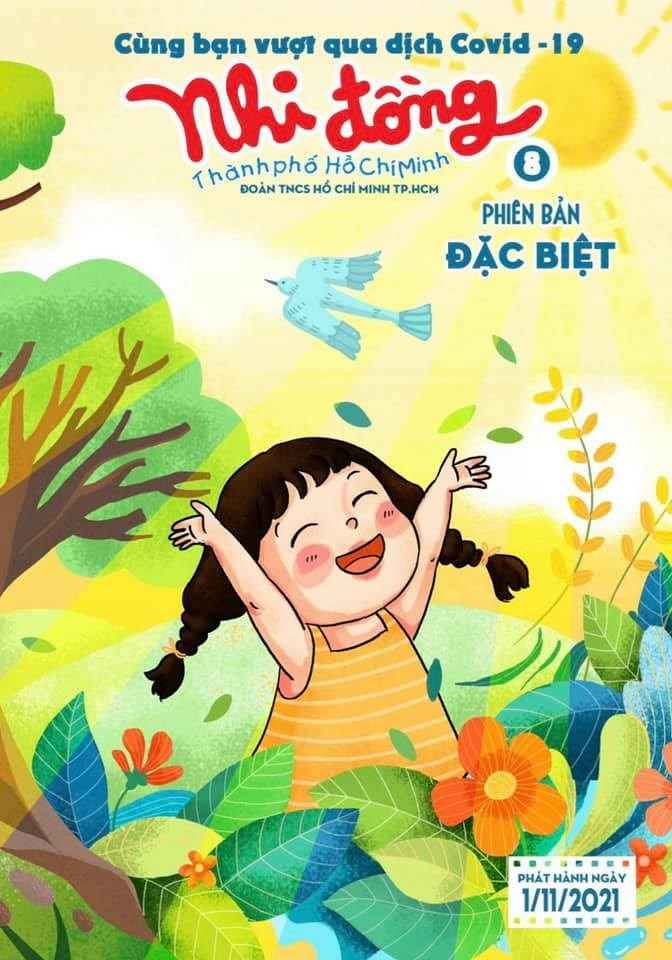 Cùng bạn vượt qua dịch Covid -19
Nhi đồng
Thành phố Hồ Chí Minh
ĐOÀN TNCS HỒ CHÍ MINH TP.HCM
8
PHIÊN BẢN
ĐẶC BIỆT
PHÁT HÀNH NGÀY
1/11/2021